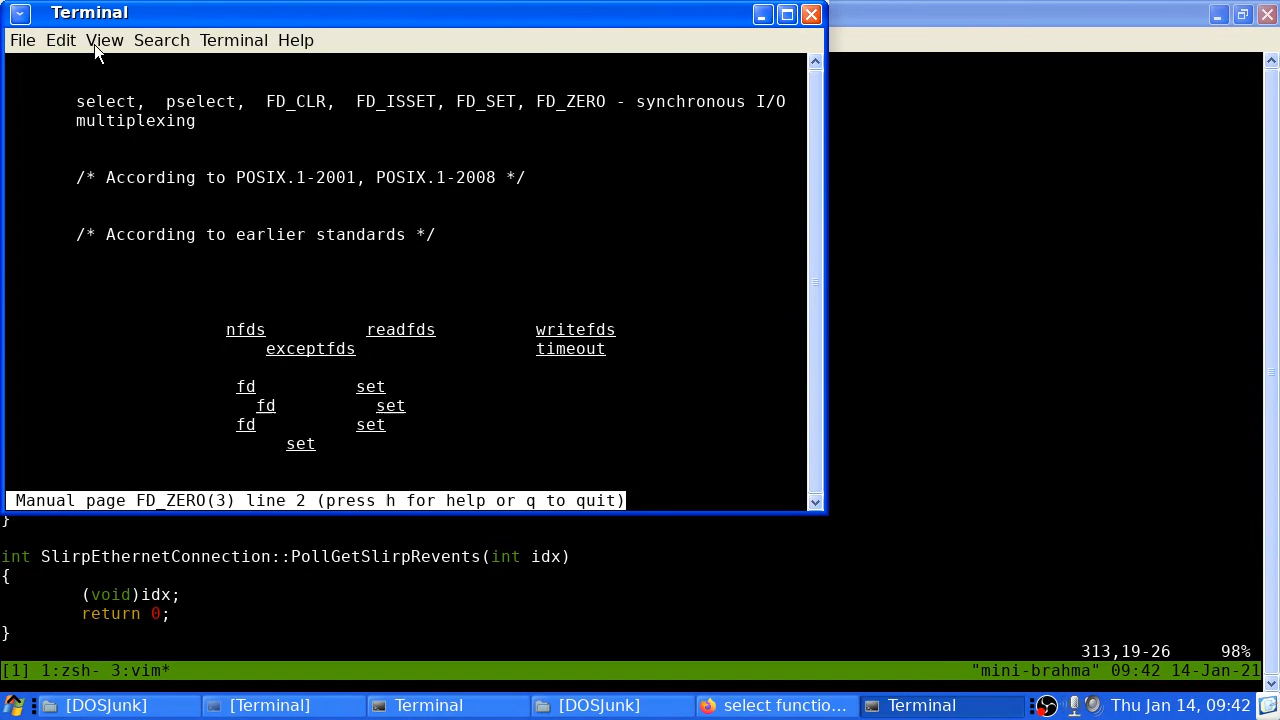 Terminal
File Edit View Search Terminal Help
select, pselect, FD_CLR, FD_ISSET, FD_SET, FD_ZERO - synchronous I/O
multiplexing
/* According to POSIX.1-2001, POSIX.1-2008 */
/* According to earlier standards */
nfds readfds writefds
exceptfds timeout
fd set
fd set
fd set
set
Manual page FD_ZERO(3) line 2 (press h for help or q to quit)
}
int SlirpEthernetConnection::PollGetSlirpRevents(int idx)
{
(void)idx;
return 0;
}
313,19-26 98%
[1] 1:zsh- 3:vim* "mini-brahma" 09:42 14-Jan-21
[DOSJunk] [Terminal] Terminal [DOSJunk] select functio... Terminal Thu Jan 14, 09:42